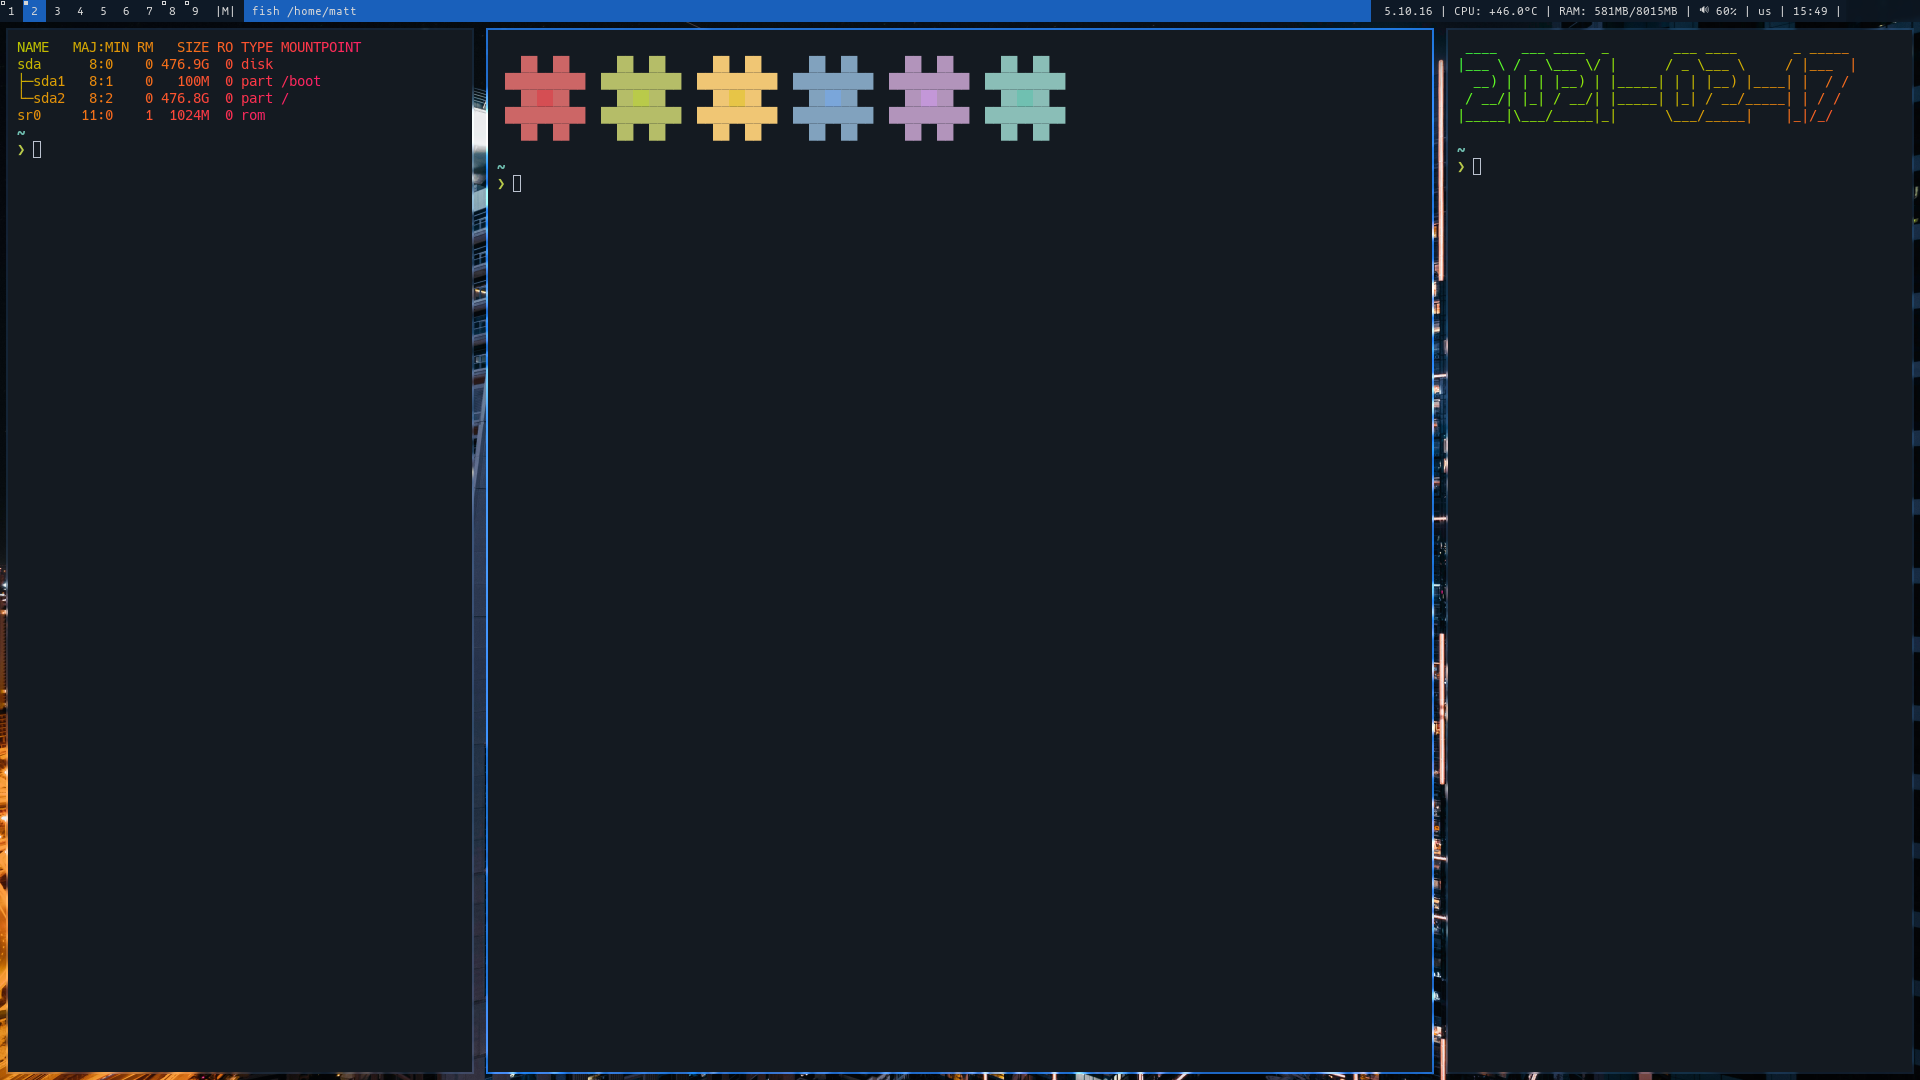 1 2 3 4 5 6 7 8 9 |M| fish /home/matt 5.10.16 | CPU: +46.0°C | RAM: 581MB/8015MB | 🔊 60% | us | 15:49 |
NAME MAJ:MIN RM SIZE RO TYPE MOUNTPOINT
sda 8:0 0 476.9G 0 disk
├─sda1 8:1 0 100M 0 part /boot
└─sda2 8:2 0 476.8G 0 part /
sr0 11:0 1 1024M 0 rom
~
❯
~
❯
2021-02-17
~
❯